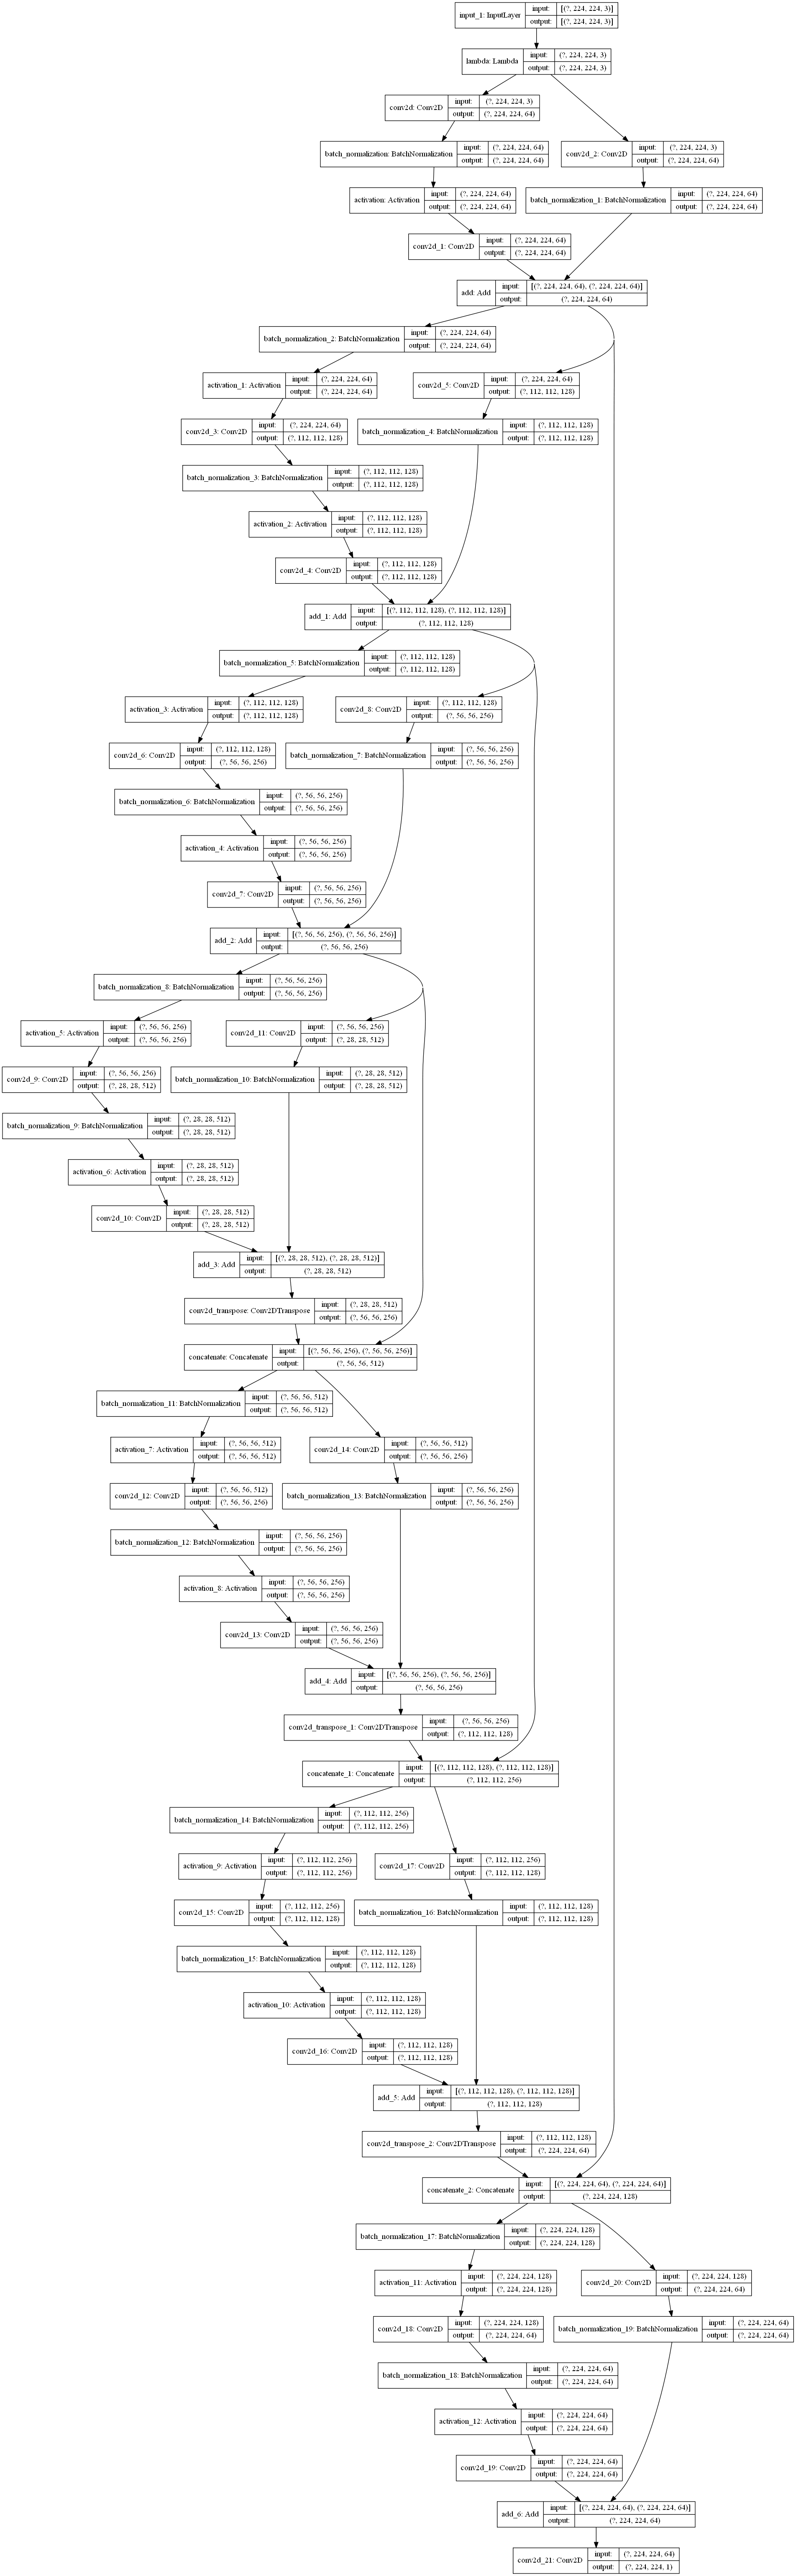 input_1: InputLayer input: [(?, 224, 224, 3)]
output: [(?, 224, 224, 3)]
lambda: Lambda input: (?, 224, 224, 3)
output: (?, 224, 224, 3)
conv2d: Conv2D input: (?, 224, 224, 3)
output: (?, 224, 224, 64)
batch_normalization: BatchNormalization input: (?, 224, 224, 64)
output: (?, 224, 224, 64)
conv2d_2: Conv2D input: (?, 224, 224, 3)
output: (?, 224, 224, 64)
activation: Activation input: (?, 224, 224, 64)
output: (?, 224, 224, 64)
batch_normalization_1: BatchNormalization input: (?, 224, 224, 64)
output: (?, 224, 224, 64)
conv2d_1: Conv2D input: (?, 224, 224, 64)
output: (?, 224, 224, 64)
add: Add input: [(?, 224, 224, 64), (?, 224, 224, 64)]
output: (?, 224, 224, 64)
batch_normalization_2: BatchNormalization input: (?, 224, 224, 64)
output: (?, 224, 224, 64)
activation_1: Activation input: (?, 224, 224, 64)
output: (?, 224, 224, 64)
conv2d_5: Conv2D input: (?, 224, 224, 64)
output: (?, 112, 112, 128)
conv2d_3: Conv2D input: (?, 224, 224, 64)
output: (?, 112, 112, 128)
batch_normalization_4: BatchNormalization input: (?, 112, 112, 128)
output: (?, 112, 112, 128)
batch_normalization_3: BatchNormalization input: (?, 112, 112, 128)
output: (?, 112, 112, 128)
activation_2: Activation input: (?, 112, 112, 128)
output: (?, 112, 112, 128)
conv2d_4: Conv2D input: (?, 112, 112, 128)
output: (?, 112, 112, 128)
add_1: Add input: [(?, 112, 112, 128), (?, 112, 112, 128)]
output: (?, 112, 112, 128)
batch_normalization_5: BatchNormalization input: (?, 112, 112, 128)
output: (?, 112, 112, 128)
activation_3: Activation input: (?, 112, 112, 128)
output: (?, 112, 112, 128)
conv2d_8: Conv2D input: (?, 112, 112, 128)
output: (?, 56, 56, 256)
conv2d_6: Conv2D input: (?, 112, 112, 128)
output: (?, 56, 56, 256)
batch_normalization_7: BatchNormalization input: (?, 56, 56, 256)
output: (?, 56, 56, 256)
batch_normalization_6: BatchNormalization input: (?, 56, 56, 256)
output: (?, 56, 56, 256)
activation_4: Activation input: (?, 56, 56, 256)
output: (?, 56, 56, 256)
conv2d_7: Conv2D input: (?, 56, 56, 256)
output: (?, 56, 56, 256)
add_2: Add input: [(?, 56, 56, 256), (?, 56, 56, 256)]
output: (?, 56, 56, 256)
batch_normalization_8: BatchNormalization input: (?, 56, 56, 256)
output: (?, 56, 56, 256)
activation_5: Activation input: (?, 56, 56, 256)
output: (?, 56, 56, 256)
conv2d_11: Conv2D input: (?, 56, 56, 256)
output: (?, 28, 28, 512)
conv2d_9: Conv2D input: (?, 56, 56, 256)
output: (?, 28, 28, 512)
batch_normalization_10: BatchNormalization input: (?, 28, 28, 512)
output: (?, 28, 28, 512)
batch_normalization_9: BatchNormalization input: (?, 28, 28, 512)
output: (?, 28, 28, 512)
activation_6: Activation input: (?, 28, 28, 512)
output: (?, 28, 28, 512)
conv2d_10: Conv2D input: (?, 28, 28, 512)
output: (?, 28, 28, 512)
add_3: Add input: [(?, 28, 28, 512), (?, 28, 28, 512)]
output: (?, 28, 28, 512)
conv2d_transpose: Conv2DTranspose input: (?, 28, 28, 512)
output: (?, 56, 56, 256)
concatenate: Concatenate input: [(?, 56, 56, 256), (?, 56, 56, 256)]
output: (?, 56, 56, 512)
batch_normalization_11: BatchNormalization input: (?, 56, 56, 512)
output: (?, 56, 56, 512)
activation_7: Activation input: (?, 56, 56, 512)
output: (?, 56, 56, 512)
conv2d_14: Conv2D input: (?, 56, 56, 512)
output: (?, 56, 56, 256)
conv2d_12: Conv2D input: (?, 56, 56, 512)
output: (?, 56, 56, 256)
batch_normalization_13: BatchNormalization input: (?, 56, 56, 256)
output: (?, 56, 56, 256)
batch_normalization_12: BatchNormalization input: (?, 56, 56, 256)
output: (?, 56, 56, 256)
activation_8: Activation input: (?, 56, 56, 256)
output: (?, 56, 56, 256)
conv2d_13: Conv2D input: (?, 56, 56, 256)
output: (?, 56, 56, 256)
add_4: Add input: [(?, 56, 56, 256), (?, 56, 56, 256)]
output: (?, 56, 56, 256)
conv2d_transpose_1: Conv2DTranspose input: (?, 56, 56, 256)
output: (?, 112, 112, 128)
concatenate_1: Concatenate input: [(?, 112, 112, 128), (?, 112, 112, 128)]
output: (?, 112, 112, 256)
batch_normalization_14: BatchNormalization input: (?, 112, 112, 256)
output: (?, 112, 112, 256)
activation_9: Activation input: (?, 112, 112, 256)
output: (?, 112, 112, 256)
conv2d_17: Conv2D input: (?, 112, 112, 256)
output: (?, 112, 112, 128)
conv2d_15: Conv2D input: (?, 112, 112, 256)
output: (?, 112, 112, 128)
batch_normalization_16: BatchNormalization input: (?, 112, 112, 128)
output: (?, 112, 112, 128)
batch_normalization_15: BatchNormalization input: (?, 112, 112, 128)
output: (?, 112, 112, 128)
activation_10: Activation input: (?, 112, 112, 128)
output: (?, 112, 112, 128)
conv2d_16: Conv2D input: (?, 112, 112, 128)
output: (?, 112, 112, 128)
add_5: Add input: [(?, 112, 112, 128), (?, 112, 112, 128)]
output: (?, 112, 112, 128)
conv2d_transpose_2: Conv2DTranspose input: (?, 112, 112, 128)
output: (?, 224, 224, 64)
concatenate_2: Concatenate input: [(?, 224, 224, 64), (?, 224, 224, 64)]
output: (?, 224, 224, 128)
batch_normalization_17: BatchNormalization input: (?, 224, 224, 128)
output: (?, 224, 224, 128)
activation_11: Activation input: (?, 224, 224, 128)
output: (?, 224, 224, 128)
conv2d_20: Conv2D input: (?, 224, 224, 128)
output: (?, 224, 224, 64)
conv2d_18: Conv2D input: (?, 224, 224, 128)
output: (?, 224, 224, 64)
batch_normalization_19: BatchNormalization input: (?, 224, 224, 64)
output: (?, 224, 224, 64)
batch_normalization_18: BatchNormalization input: (?, 224, 224, 64)
output: (?, 224, 224, 64)
activation_12: Activation input: (?, 224, 224, 64)
output: (?, 224, 224, 64)
conv2d_19: Conv2D input: (?, 224, 224, 64)
output: (?, 224, 224, 64)
add_6: Add input: [(?, 224, 224, 64), (?, 224, 224, 64)]
output: (?, 224, 224, 64)
conv2d_21: Conv2D input: (?, 224, 224, 64)
output: (?, 224, 224, 1)